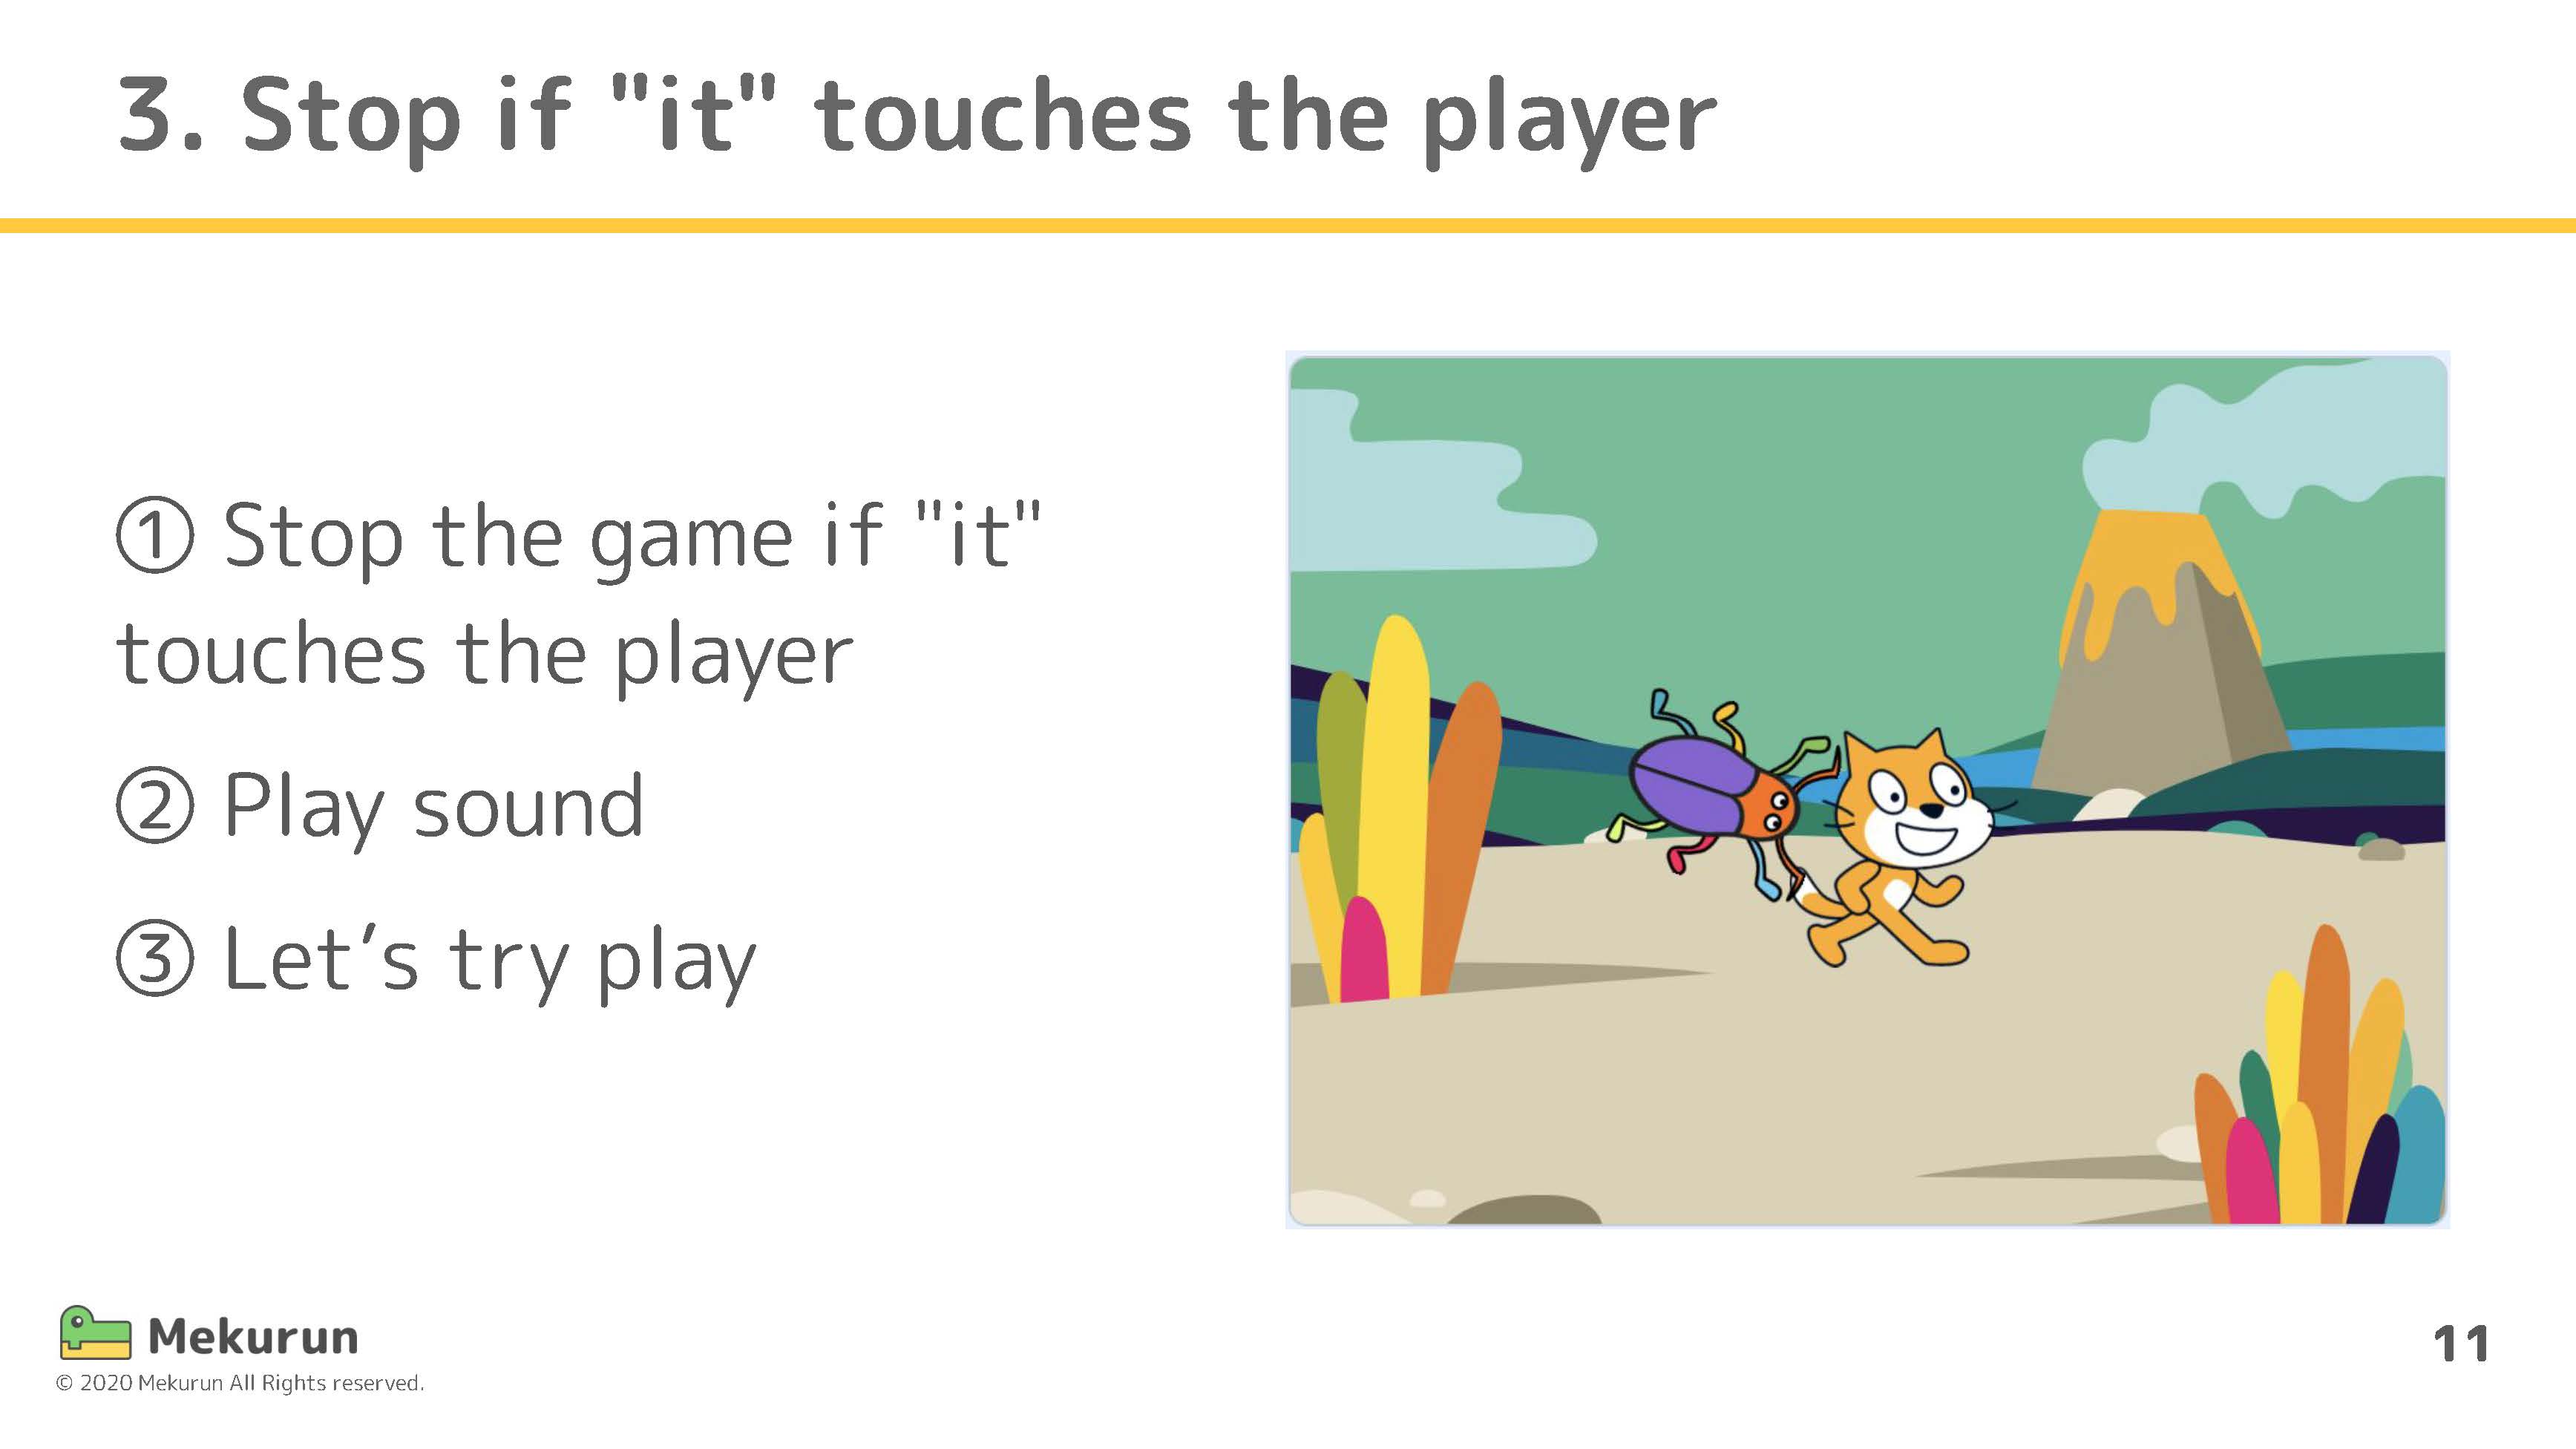 3. Stop if "it" touches the player
① Stop the game if "it"
touches the player
② Play sound
③ Let’s try play
Mekurun
© 2020 Mekurun All Rights reserved.
11